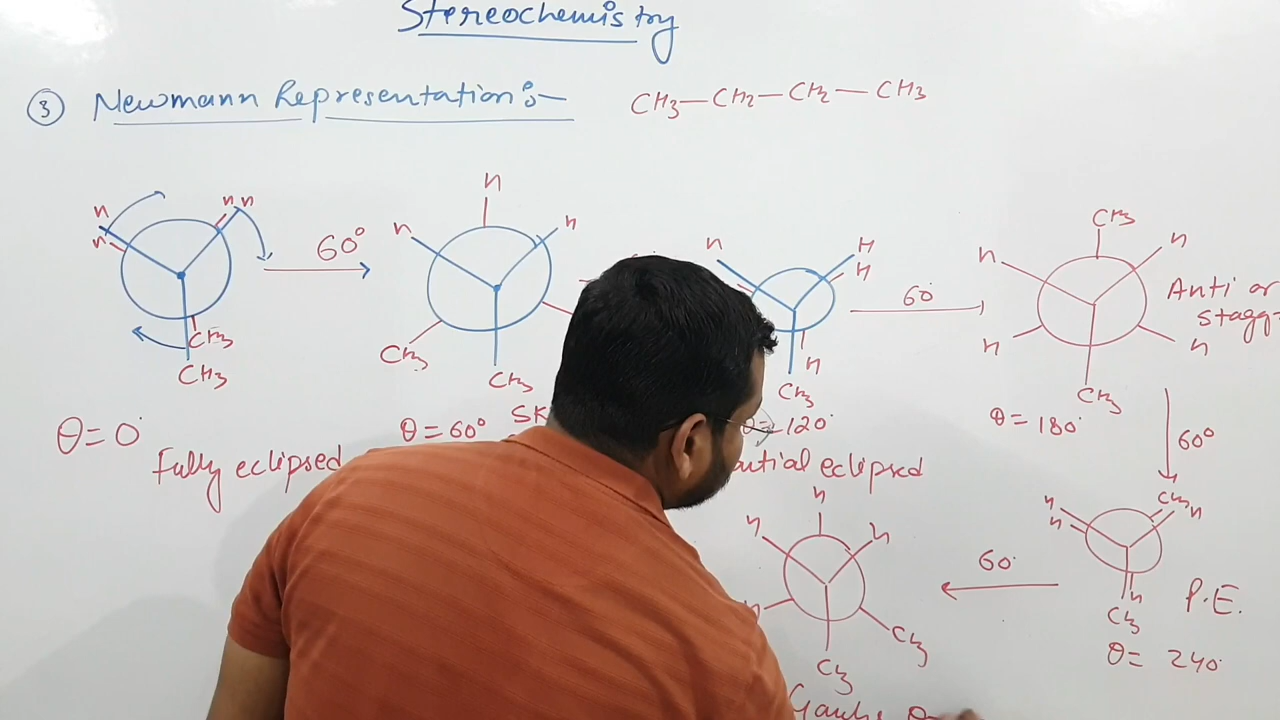 Stereochemistry
③ Newmann Representation :—
CH3—CH2—CH2—CH3
H H H H
CH3
CH3
60°
H
H H
CH3
CH3
H H
H
H
CH3
60°
CH3
H H
H H
CH3
Anti or
θ = 0°
Fully eclipsed
θ = 60°
= 120°
eclipsed
θ = 180°
60°
H
H H
CH3
CH3
60°
H
H
CH3
H
H
CH3
P.E.
θ = 240°